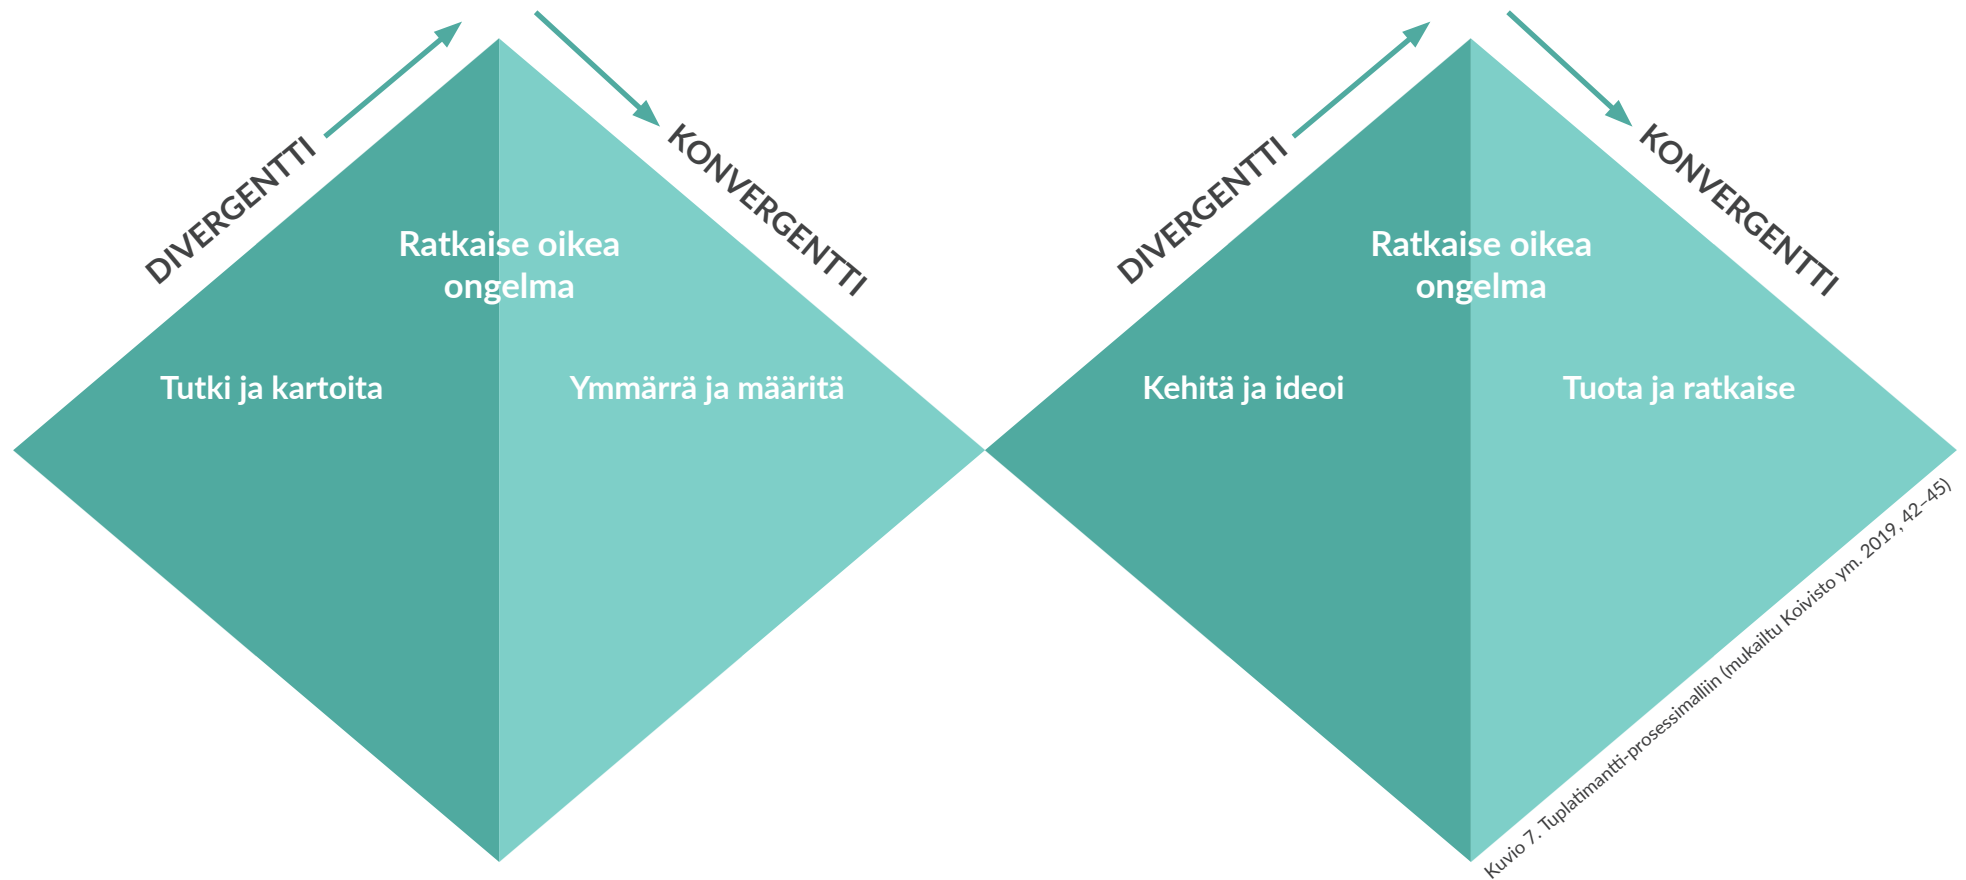 DIVERGENTTI
KONVERGENTTI
Ratkaise oikea
ongelma
Tutki ja kartoita
Ymmärrä ja määritä
DIVERGENTTI
KONVERGENTTI
Ratkaise oikea
ongelma
Kehitä ja ideoi
Tuota ja ratkaise
Kuvio 7. Tuplatimantti-prosessimalliin (mukailtu Koivisto ym. 2019, 42–45)